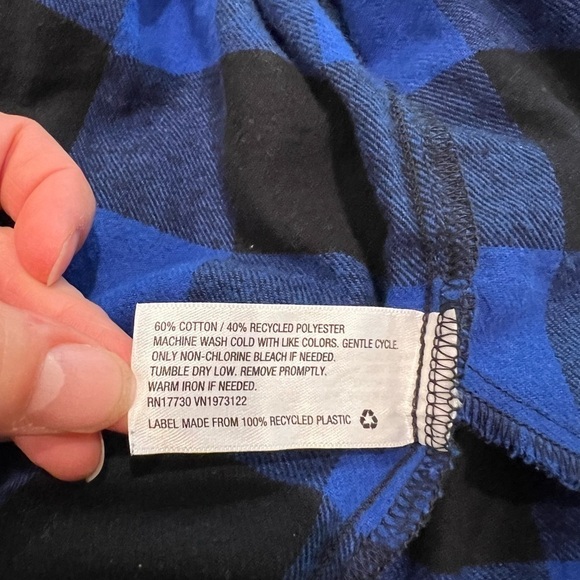 60% COTTON / 40% RECYCLED POLYESTER
MACHINE WASH COLD WITH LIKE COLORS. GENTLE CYCLE.
ONLY NON-CHLORINE BLEACH IF NEEDED.
TUMBLE DRY LOW. REMOVE PROMPTLY.
WARM IRON IF NEEDED.
RN17730 VN1973122
LABEL MADE FROM 100% RECYCLED PLASTIC